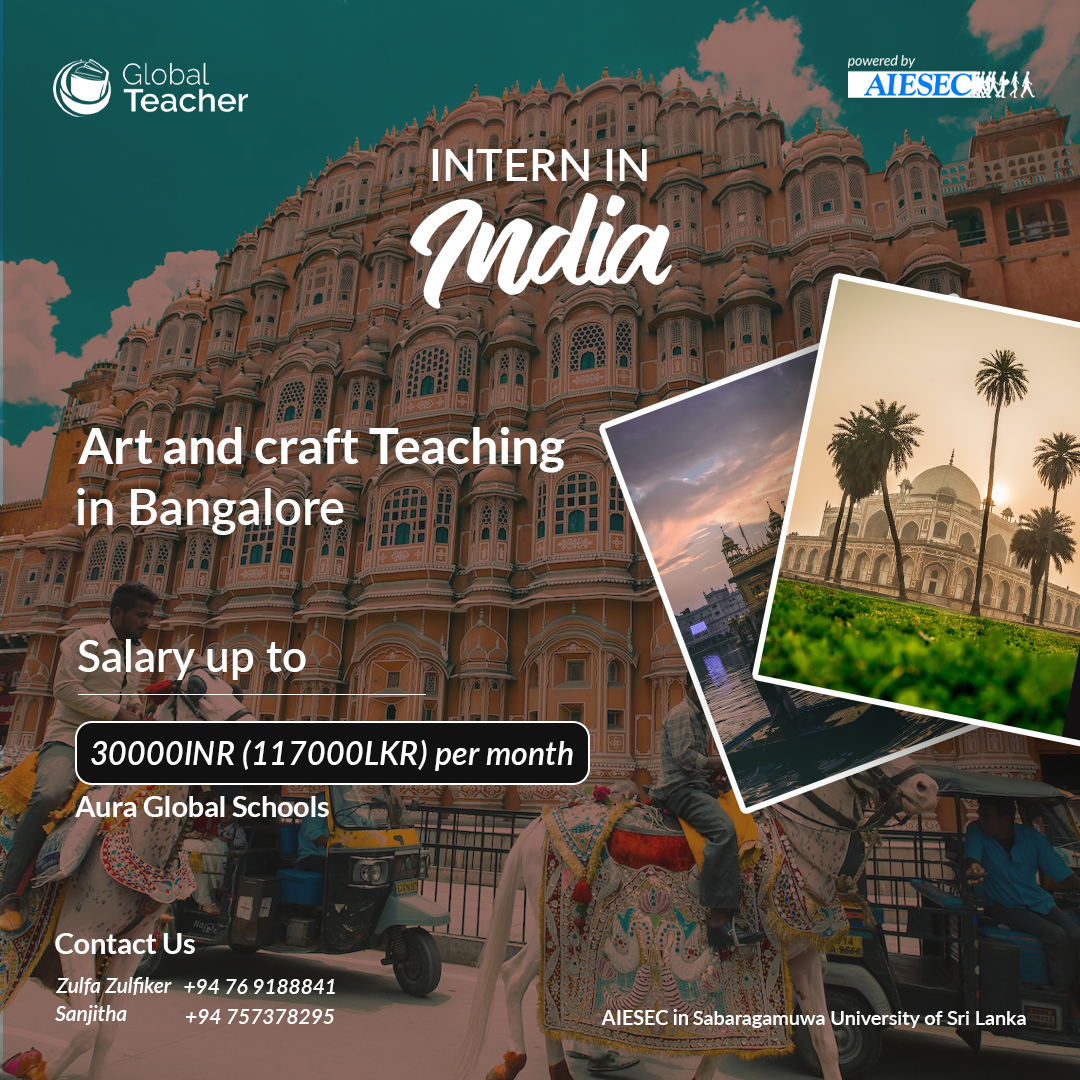 Global
Teacher
powered by
AIESEC
INTERN IN
India
Art and craft Teaching
in Bangalore
Salary up to
30000INR (117000LKR) per month
Aura Global Schools
Contact Us
Zulfa Zulfiker +94 76 9188841
Sanjitha +94 757378295
AIESEC in Sabaragamuwa University of Sri Lanka